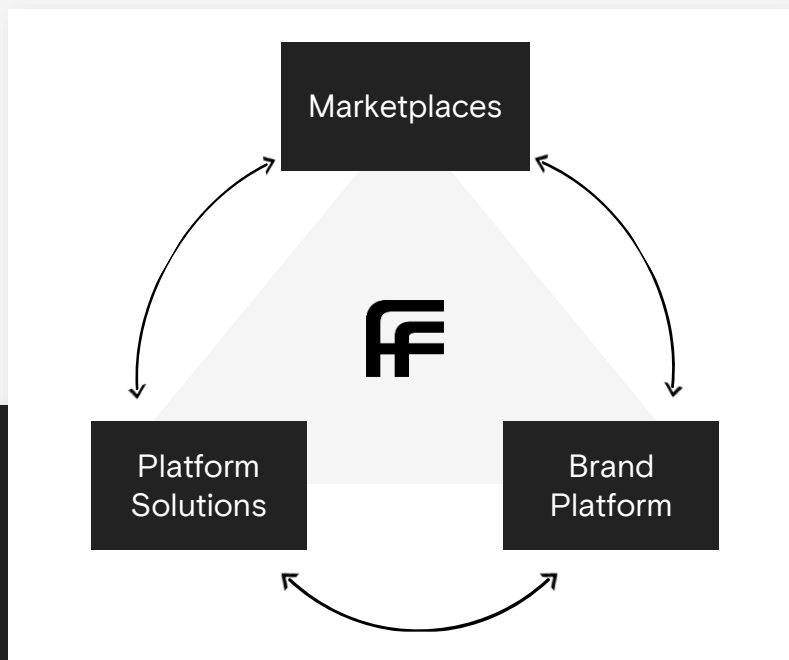 Marketplaces
Platform
Solutions
Brand
Platform